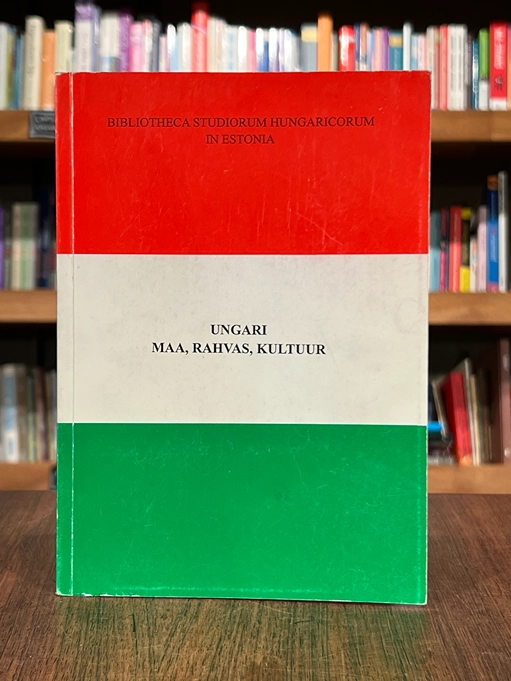 BIBLIOTHECA STUDIORUM HUNGARICORUM
IN ESTONIA
UNGARI
MAA, RAHVAS, KULTUUR